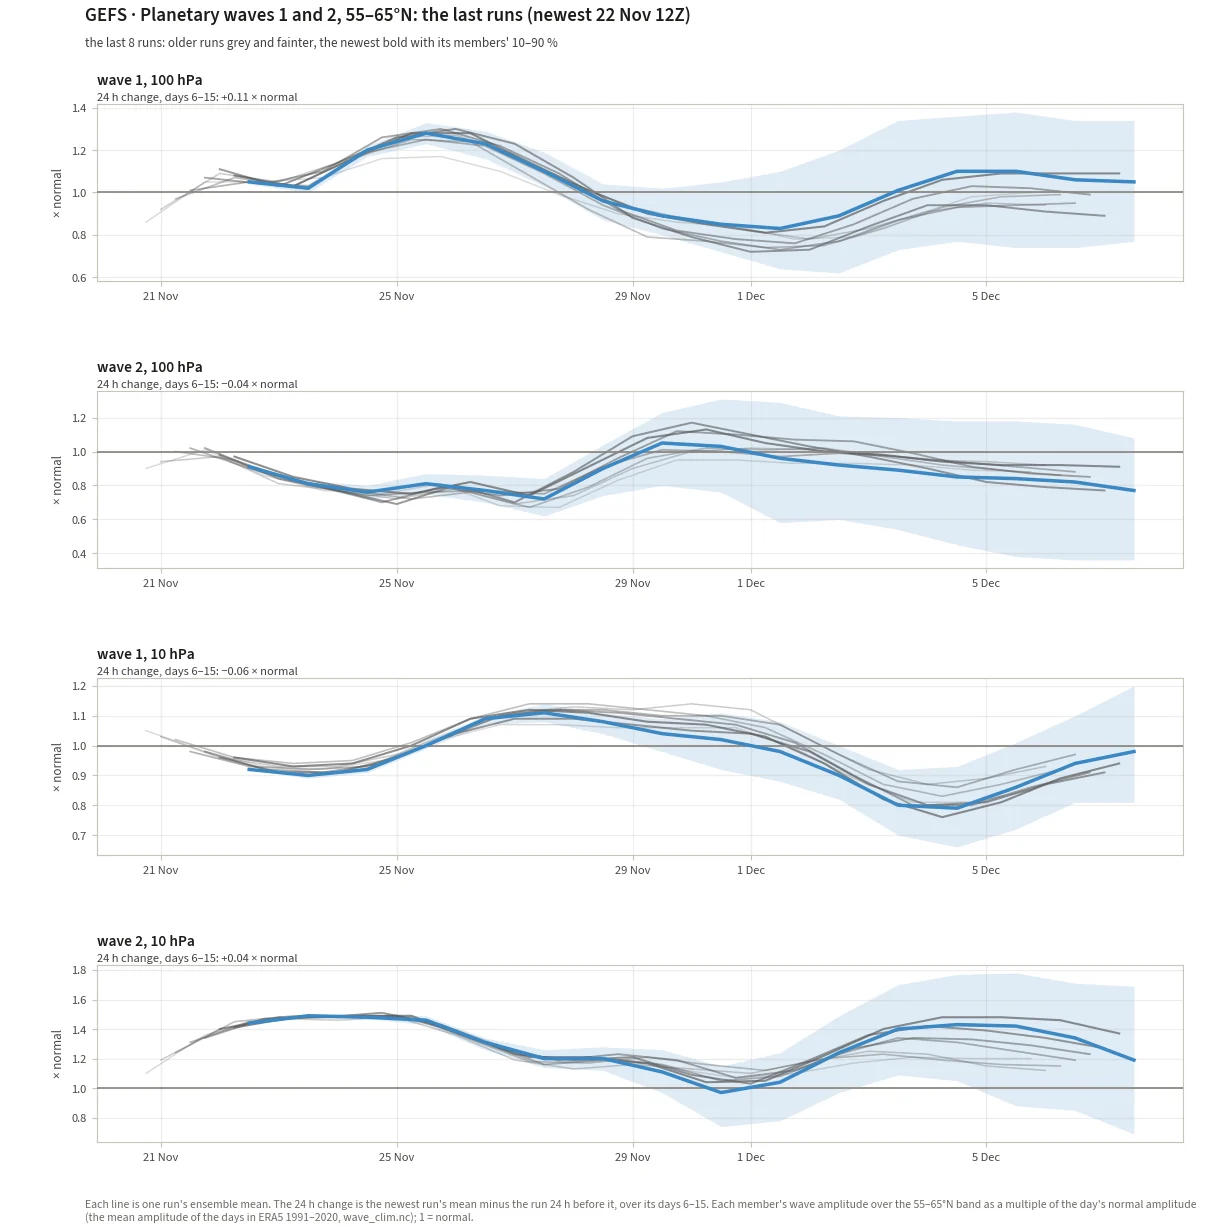 GEFS · Planetary waves 1 and 2, 55–65°N: the last runs (newest 22 Nov 12Z)
the last 8 runs: older runs grey and fainter, the newest bold with its members' 10–90 %
wave 1, 100 hPa
24 h change, days 6–15: +0.11 × normal
1.4
1.2
1.0
0.8
0.6
× normal
21 Nov
25 Nov
29 Nov
1 Dec
5 Dec
wave 2, 100 hPa
24 h change, days 6–15: −0.04 × normal
1.2
1.0
0.8
0.6
0.4
× normal
21 Nov
25 Nov
29 Nov
1 Dec
5 Dec
wave 1, 10 hPa
24 h change, days 6–15: −0.06 × normal
1.2
1.1
1.0
0.9
0.8
0.7
× normal
21 Nov
25 Nov
29 Nov
1 Dec
5 Dec
wave 2, 10 hPa
24 h change, days 6–15: +0.04 × normal
1.8
1.6
1.4
1.2
1.0
0.8
× normal
21 Nov
25 Nov
29 Nov
1 Dec
5 Dec
Each line is one run's ensemble mean. The 24 h change is the newest run's mean minus the run 24 h before it, over its days 6–15. Each member's wave amplitude over the 55–65°N band as a multiple of the day's normal amplitude
(the mean amplitude of the days in ERA5 1991–2020, wave_clim.nc); 1 = normal.